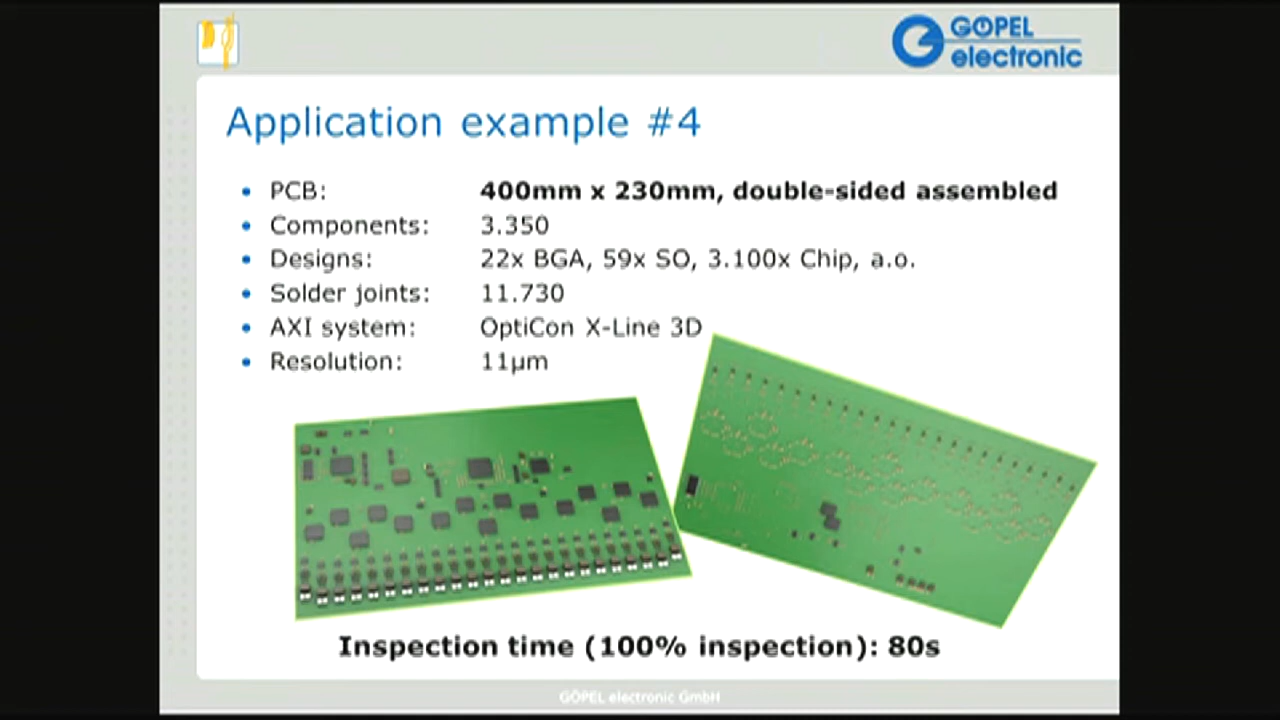 GÖPEL
electronic
Application example #4
• PCB: 400mm x 230mm, double-sided assembled
• Components: 3.350
• Designs: 22x BGA, 59x SO, 3.100x Chip, a.o.
• Solder joints: 11.730
• AXI system: OptiCon X-Line 3D
• Resolution: 11µm
Inspection time (100% inspection): 80s
GÖPEL electronic GmbH